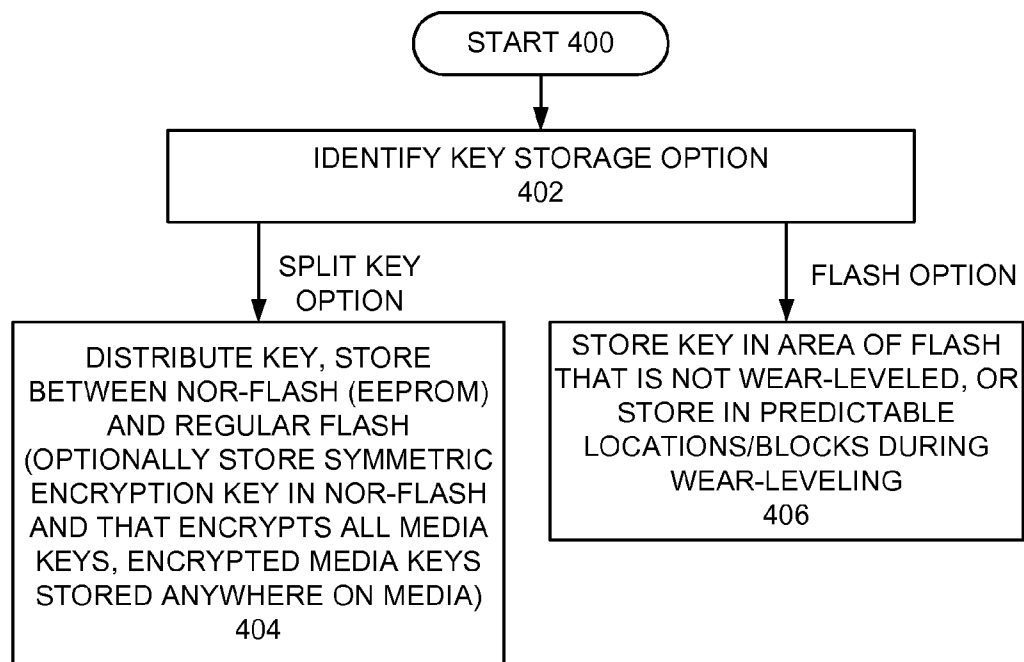 START 400
IDENTIFY KEY STORAGE OPTION
402
SPLIT KEY
OPTION
FLASH OPTION
DISTRIBUTE KEY, STORE
BETWEEN NOR-FLASH (EEPROM)
AND REGULAR FLASH
(OPTIONALLY STORE SYMMETRIC
ENCRYPTION KEY IN NOR-FLASH
AND THAT ENCRYPTS ALL MEDIA
KEYS, ENCRYPTED MEDIA KEYS
STORED ANYWHERE ON MEDIA)
404
STORE KEY IN AREA OF FLASH
THAT IS NOT WEAR-LEVELED, OR
STORE IN PREDICTABLE
LOCATIONS/BLOCKS DURING
WEAR-LEVELING
406